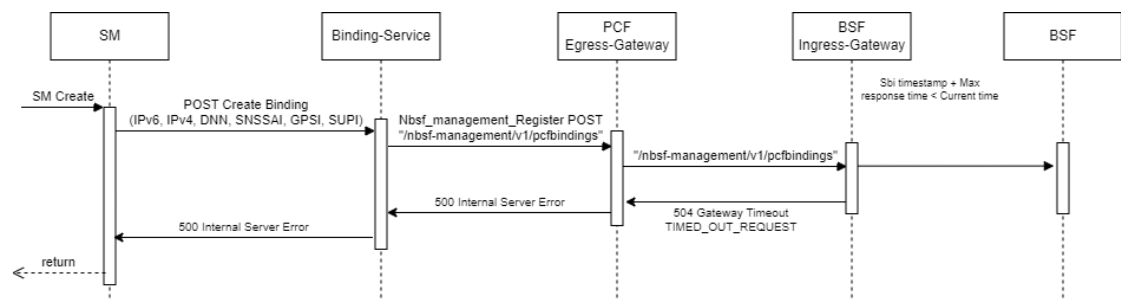 SM
Binding-Service
PCF
Egress-Gateway
BSF
Ingress-Gateway
BSF
Sbi timestamp + Max
response time < Current time
SM Create
POST Create Binding
(IPv6, IPv4, DNN, SNSSAI, GPSI, SUPI)
Nbsf_management_Register POST
"/nbsf-management/v1/pcfbindings"
"/nbsf-management/v1/pcfbindings"
500 Internal Server Error
504 Gateway Timeout
TIMED_OUT_REQUEST
500 Internal Server Error
return